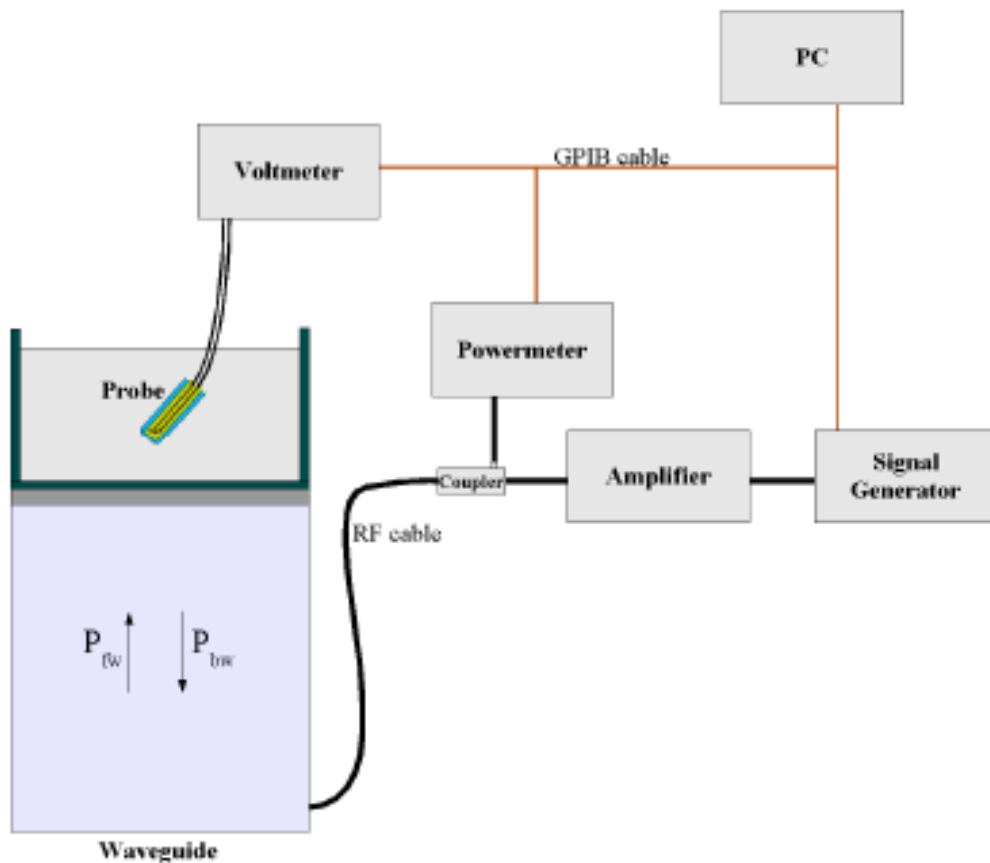 PC
Voltmeter
GPIB cable
Powermeter
Probe
Coupler
Amplifier
Signal
Generator
RF cable
P fw
P bw
Waveguide